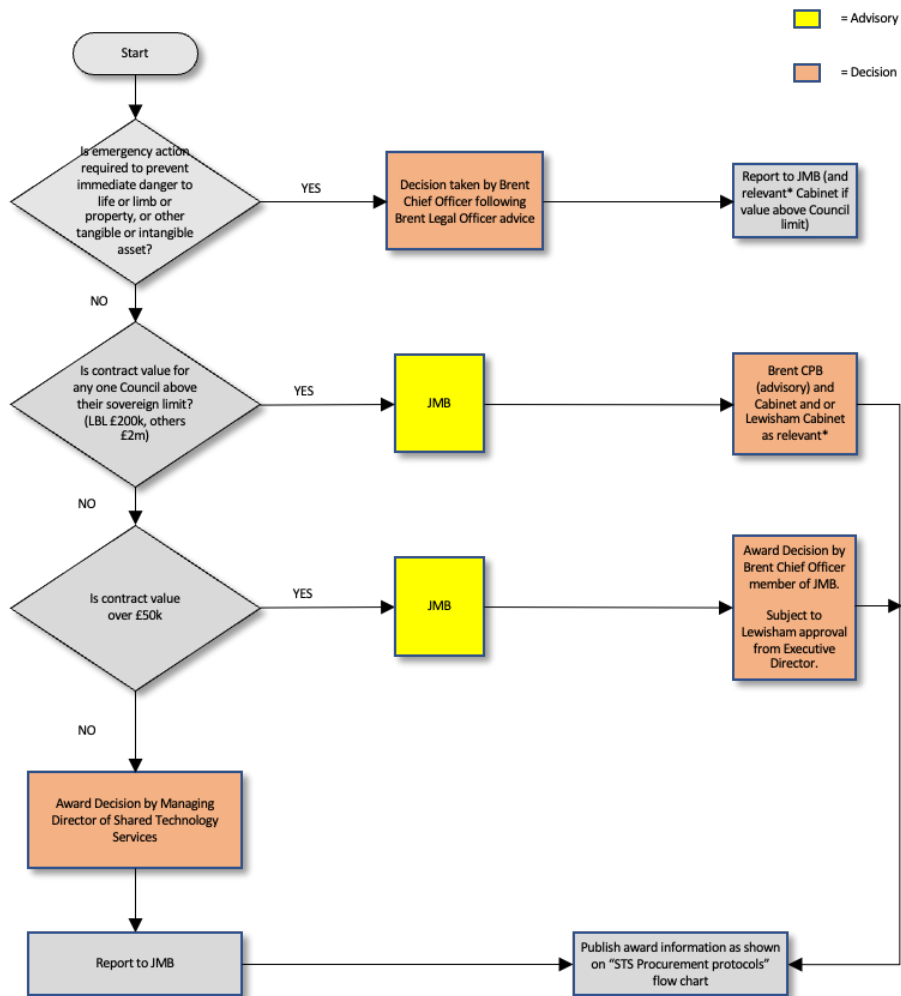 = Advisory
Start
= Decision
Is emergency action
required to prevent
immediate danger to
life or limb or
property, or other
tangible or intangible
asset?
YES
Decision taken by Brent
Chief Officer following
Brent Legal Officer advice
Report to JMB (and
relevant* Cabinet if
value above Council
limit)
NO
Is contract value for
any one Council above
their sovereign limit?
(LBL £200k, others
£2m)
YES
JMB
Brent CPB
(advisory) and
Cabinet and or
Lewisham Cabinet
as relevant*
NO
Is contract value
over £50k
YES
JMB
Award Decision by
Brent Chief Officer
member of JMB.
Subject to
Lewisham approval
from Executive
Director.
NO
Award Decision by Managing
Director of Shared Technology
Services
Report to JMB
Publish award information as shown
on “STS Procurement protocols”
flow chart